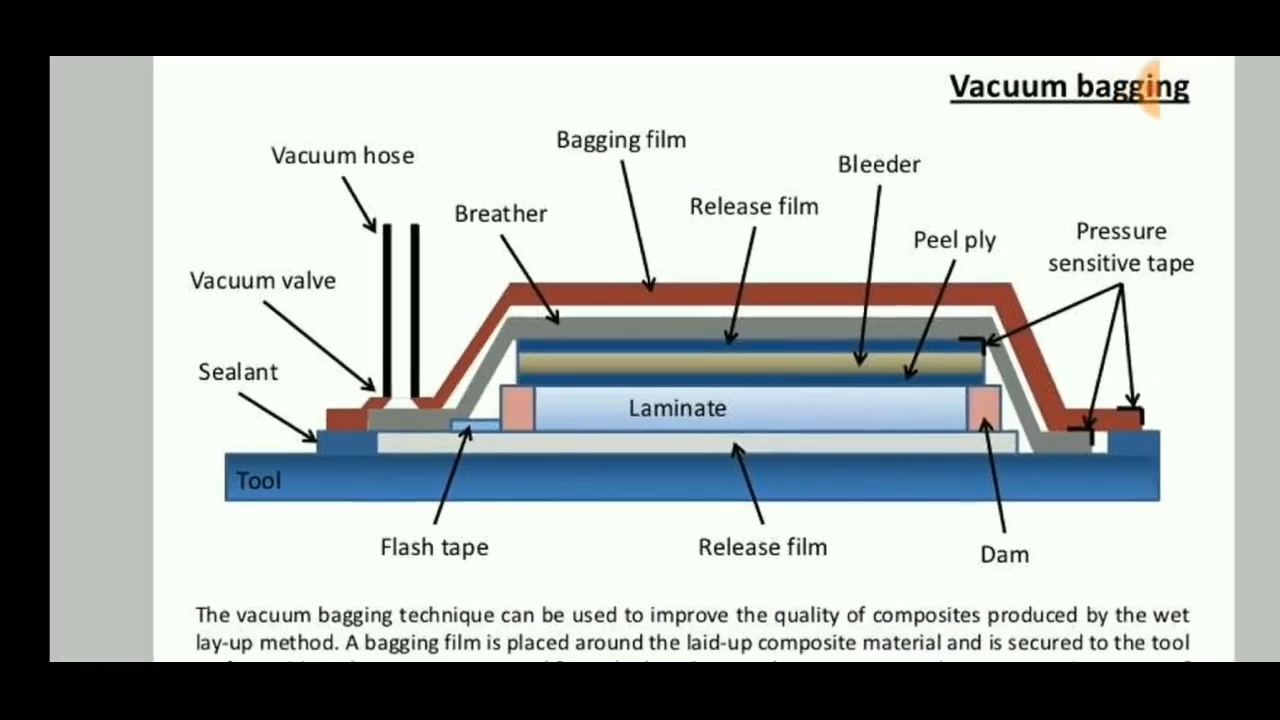 Vacuum bagging
Bagging film
Vacuum hose
Bleeder
Release film
Breather
Peel ply
Pressure
sensitive tape
Vacuum valve
Sealant
Laminate
Tool
Flash tape
Release film
Dam
The vacuum bagging technique can be used to improve the quality of composites produced by the wet
lay-up method. A bagging film is placed around the laid-up composite material and is secured to the tool